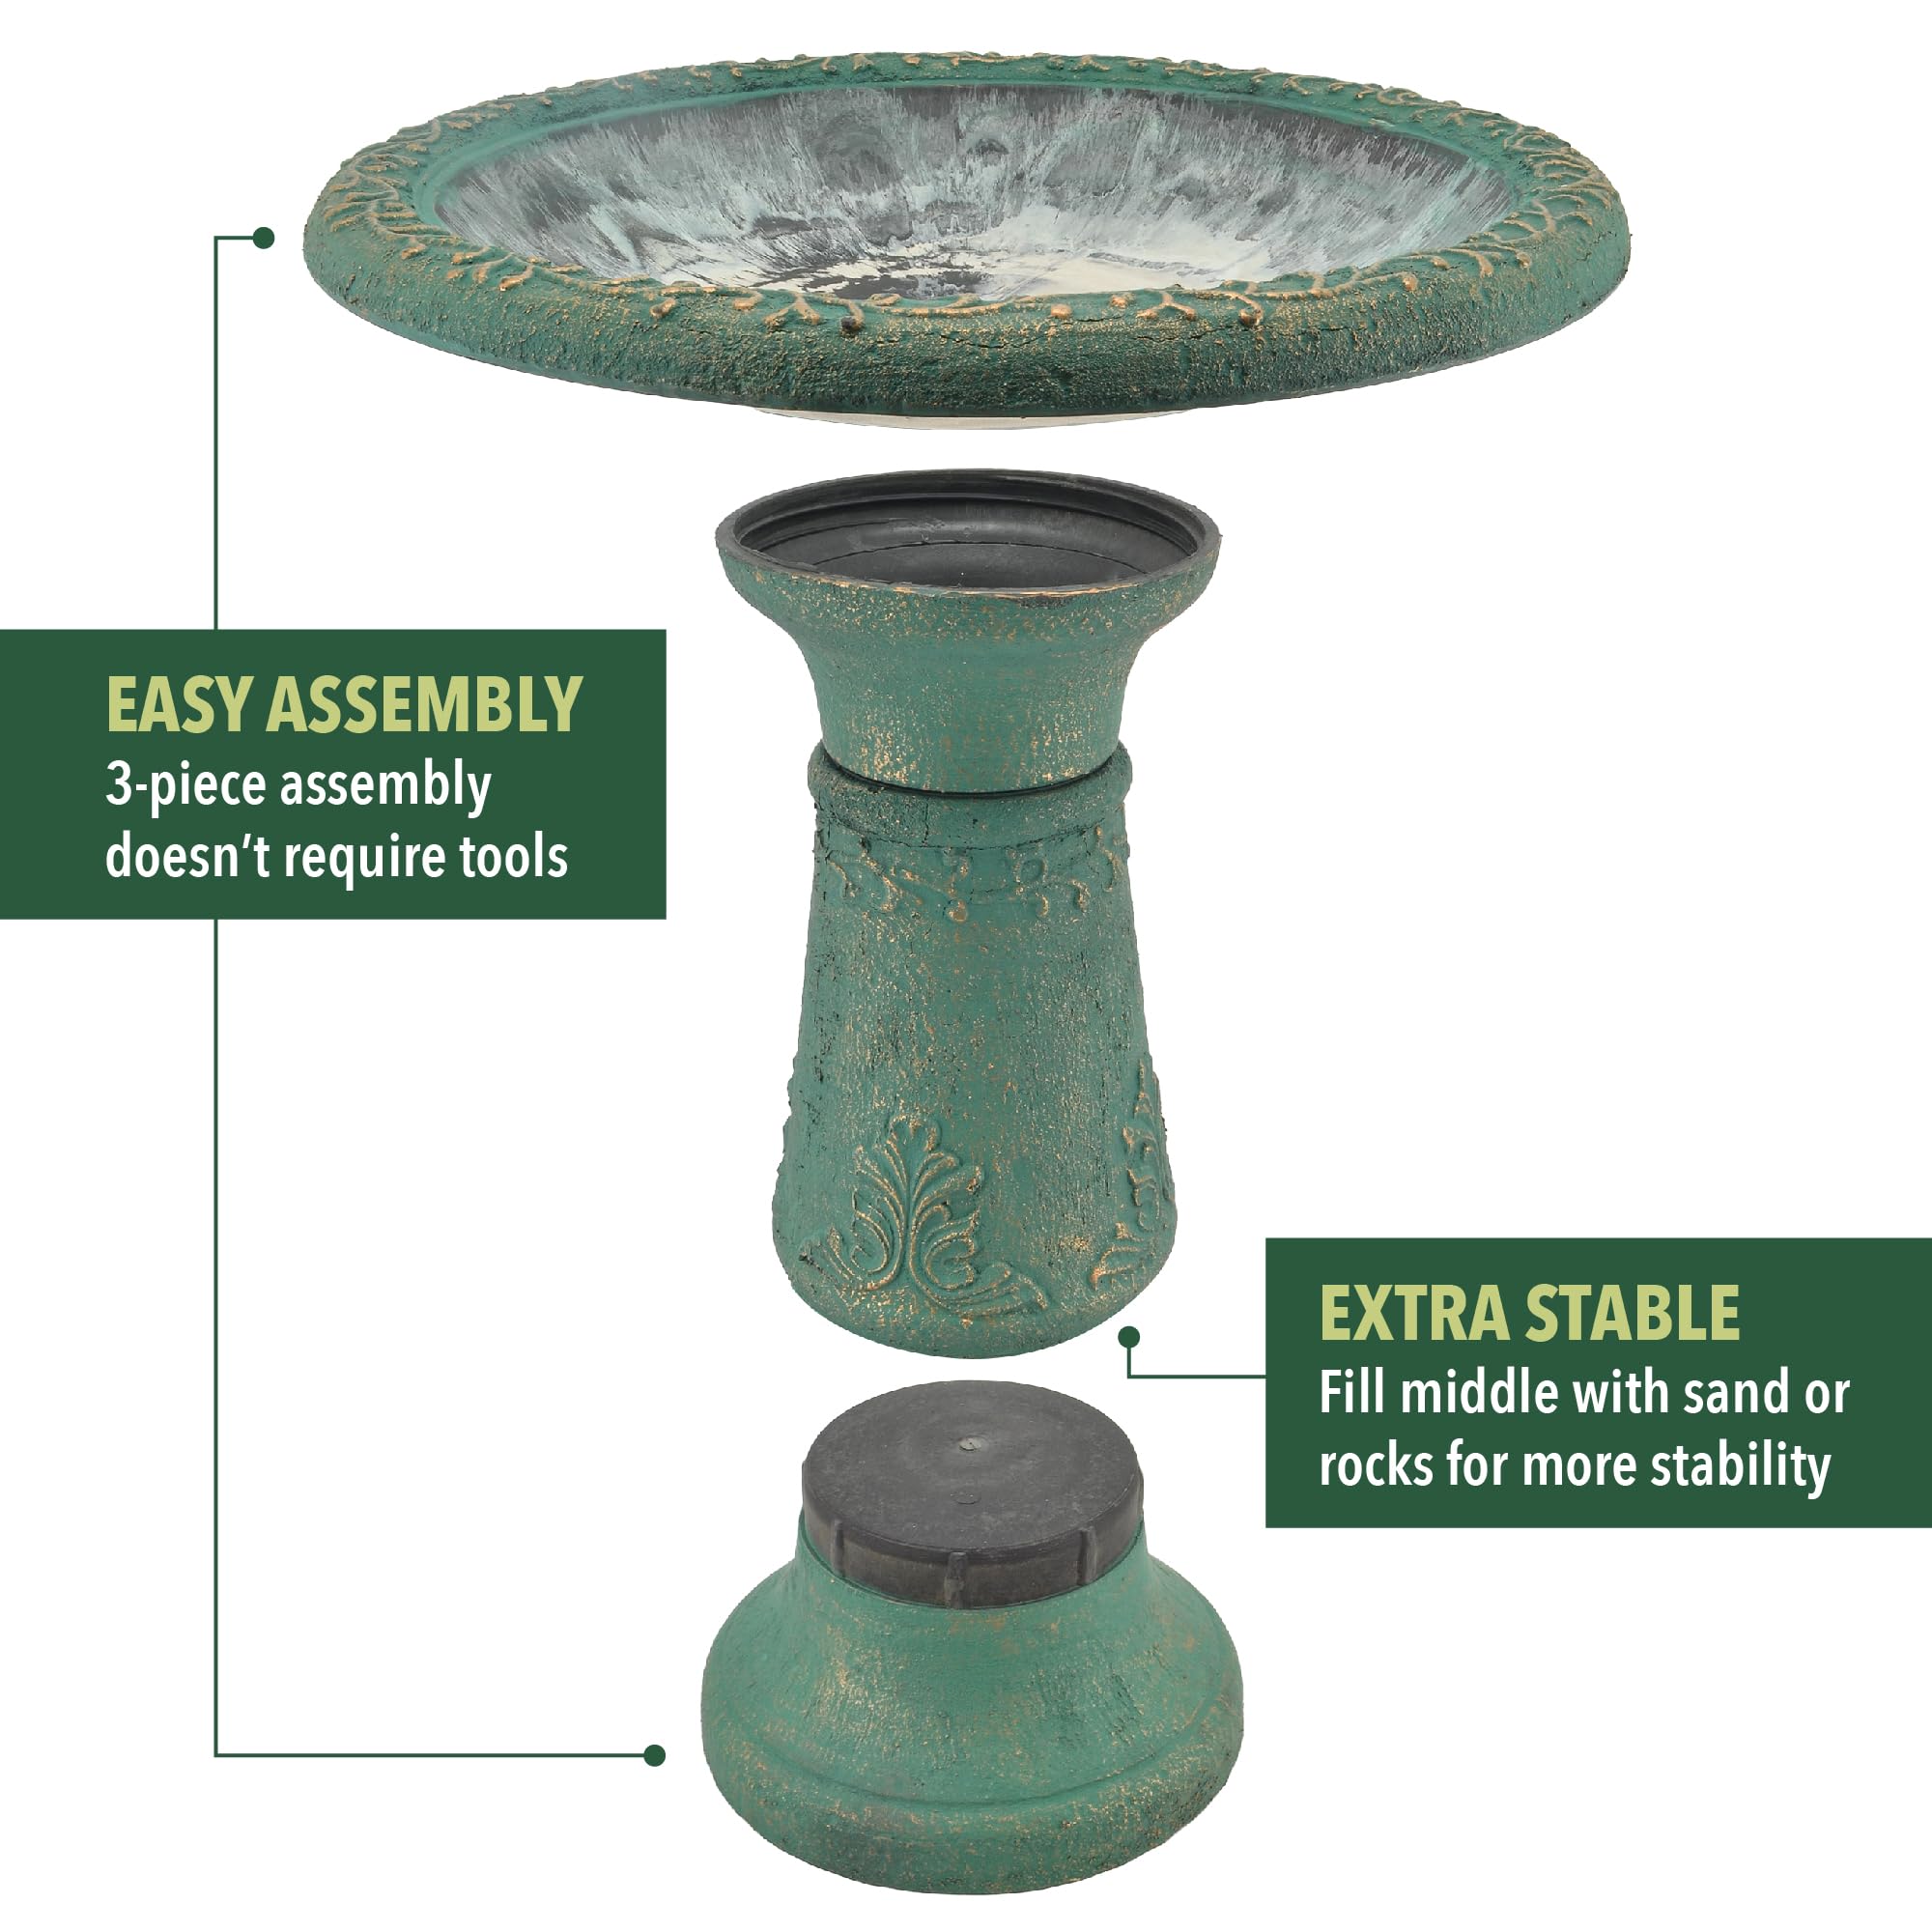 EASY ASSEMBLY
3-piece assembly
doesn't require tools
EXTRA STABLE
Fill middle with sand or
rocks for more stability